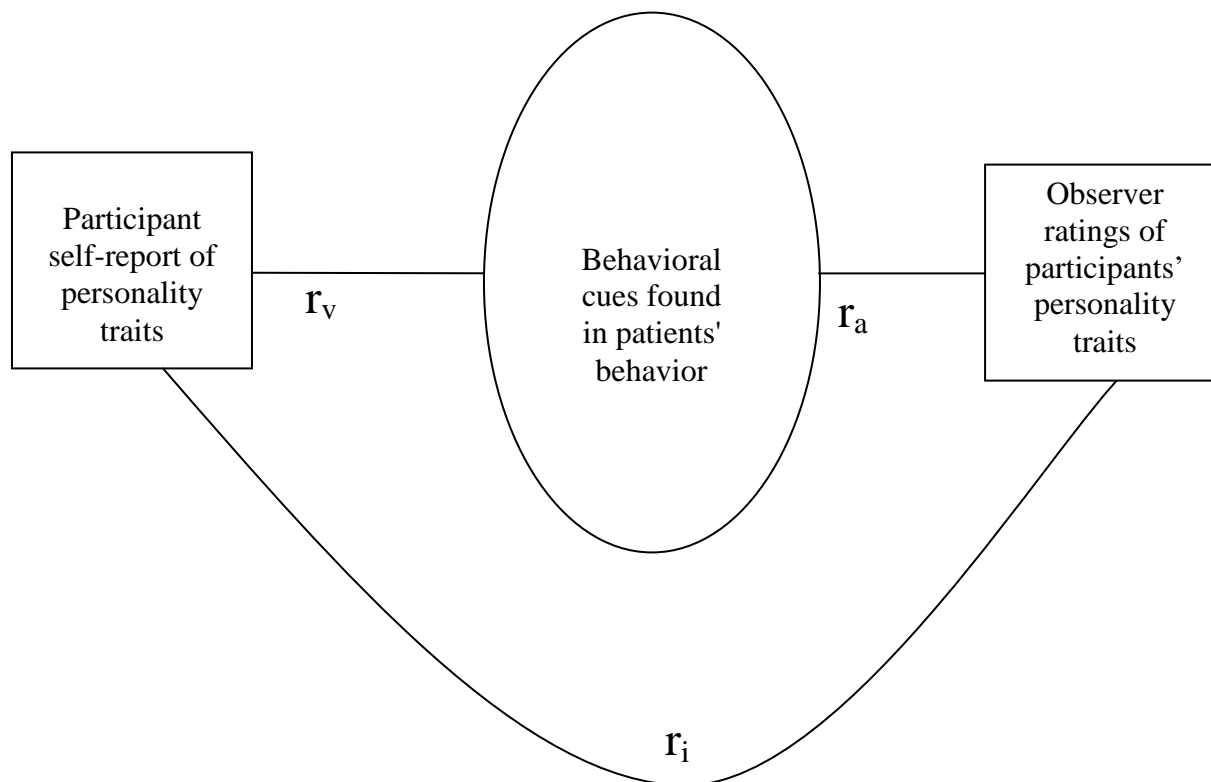 Participant
self-report of
personality
traits
r_v
Behavioral
cues found
in patients'
behavior
r_a
Observer
ratings of
participants’
personality
traits
r_i